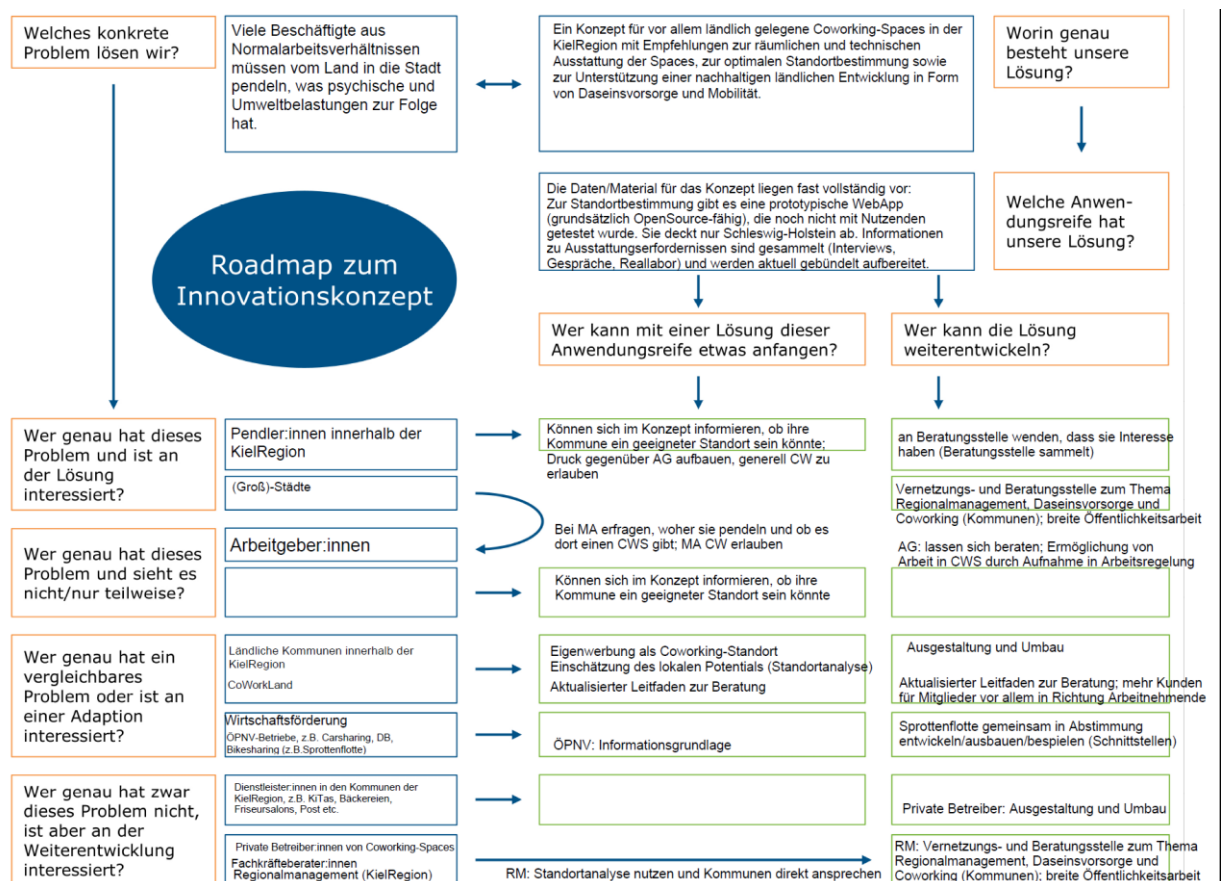 Welches konkrete
Problem lösen wir?
Viele Beschäftigte aus
Normalarbeitsverhältnissen
müssen vom Land in die Stadt
pendeln, was psychische und
Umweltbelastungen zur Folge
hat.
Ein Konzept für vor allem ländlich gelegene Coworking-Spaces in der
KielRegion mit Empfehlungen zur räumlichen und technischen
Ausstattung der Spaces, zur optimalen Standortbestimmung sowie
zur Unterstützung einer nachhaltigen ländlichen Entwicklung in Form
von Daseinsvorsorge und Mobilität.
Worin genau
besteht unsere
Lösung?
Die Daten/Material für das Konzept liegen fast vollständig vor:
Zur Standortbestimmung gibt es eine prototypische WebApp
(grundsätzlich OpenSource-fähig), die noch nicht mit Nutzenden
getestet wurde. Sie deckt nur Schleswig-Holstein ab. Informationen
zu Ausstattungserfordernissen sind gesammelt (Interviews,
Gespräche, Reallabor) und werden aktuell gebündelt aufbereitet.
Welche Anwen-
dungsreife hat
unsere Lösung?
Roadmap zum
Innovationskonzept
Wer kann mit einer Lösung dieser
Anwendungsreife etwas anfangen?
Wer kann die Lösung
weiterentwickeln?
Wer genau hat dieses
Problem und ist an
der Lösung
interessiert?
Pendler:innen innerhalb der
KielRegion
Können sich im Konzept informieren, ob ihre
Kommune ein geeigneter Standort sein könnte;
Druck gegenüber AG aufbauen, generell CW zu
erlauben
an Beratungsstelle wenden, dass sie Interesse
haben (Beratungsstelle sammelt)
(Groß)-Städte
Vernetzungs- und Beratungsstelle zum Thema
Regionalmanagement, Daseinsvorsorge und
Coworking (Kommunen); breite Öffentlichkeitsarbeit
Wer genau hat dieses
Problem und sieht es
nicht/nur teilweise?
Arbeitgeber:innen
Bei MA erfragen, woher sie pendeln und ob es
dort einen CWS gibt; MA CW erlauben
AG: lassen sich beraten; Ermöglichung von
Arbeit in CWS durch Aufnahme in Arbeitsregelung
Können sich im Konzept informieren, ob ihre
Kommune ein geeigneter Standort sein könnte
Wer genau hat ein
vergleichbares
Problem oder ist an
einer Adaption
interessiert?
Ländliche Kommunen innerhalb der
KielRegion
CoWorkLand
Eigenwerbung als Coworking-Standort
Einschätzung des lokalen Potentials (Standortanalyse)
Aktualisierter Leitfaden zur Beratung
Ausgestaltung und Umbau
Aktualisierter Leitfaden zur Beratung; mehr Kunden
für Mitglieder vor allem in Richtung Arbeitnehmende
Wirtschaftsförderung
ÖPNV-Betriebe, z.B. Carsharing, DB,
Bikesharing (z.B.Sprottenflotte)
ÖPNV: Informationsgrundlage
Sprottenflotte gemeinsam in Abstimmung
entwickeln/ausbauen/bespielen (Schnittstellen)
Wer genau hat zwar
dieses Problem nicht,
ist aber an der
Weiterentwicklung
interessiert?
Dienstleister:innen in den Kommunen der
KielRegion, z.B. KiTas, Bäckereien,
Friseursalons, Post etc.
Private Betreiber: Ausgestaltung und Umbau
Private Betreiber:innen von Coworking-Spaces
Fachkräfteberater:innen
Regionalmanagement (KielRegion)
RM: Standortanalyse nutzen und Kommunen direkt ansprechen
RM: Vernetzungs- und Beratungsstelle zum Thema
Regionalmanagement, Daseinsvorsorge und
Coworking (Kommunen); breite Öffentlichkeitsarbeit